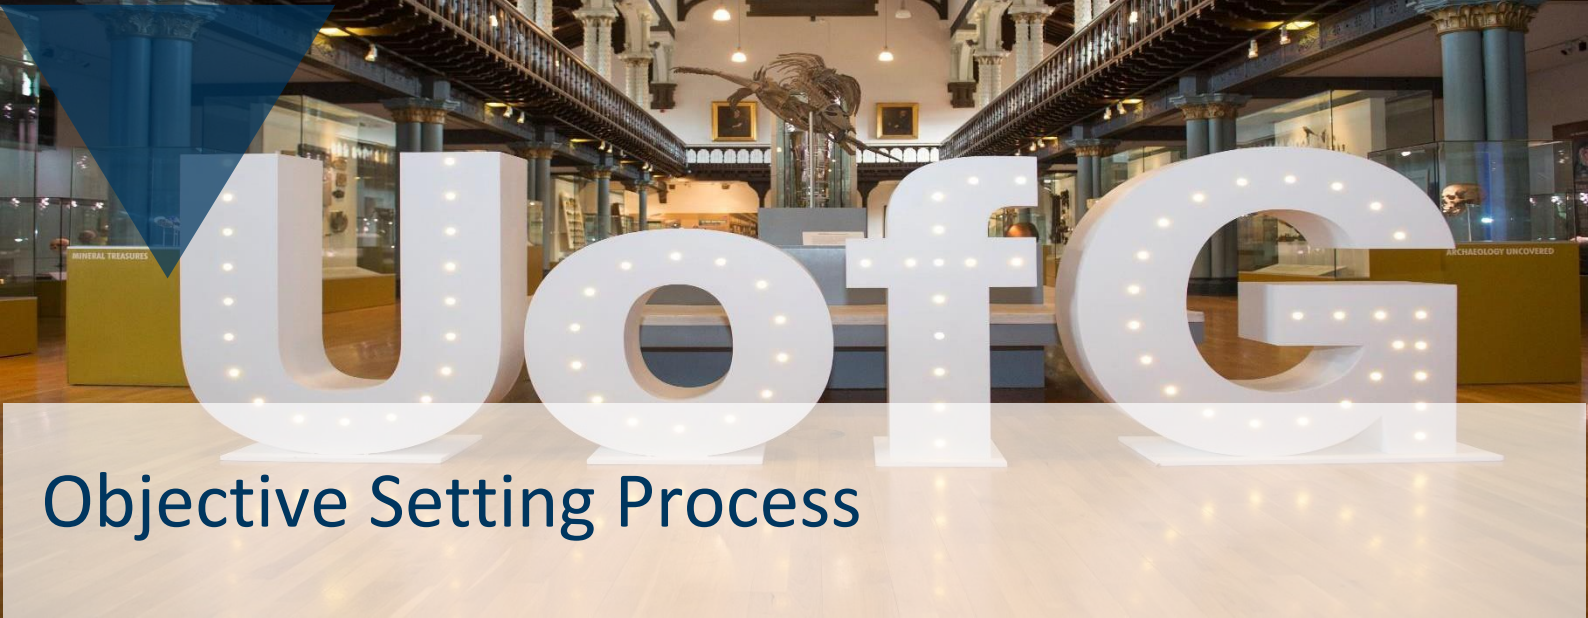 MINERAL TREASURES
ARCHAEOLOGY UNCOVERED
UofG
Objective Setting Process